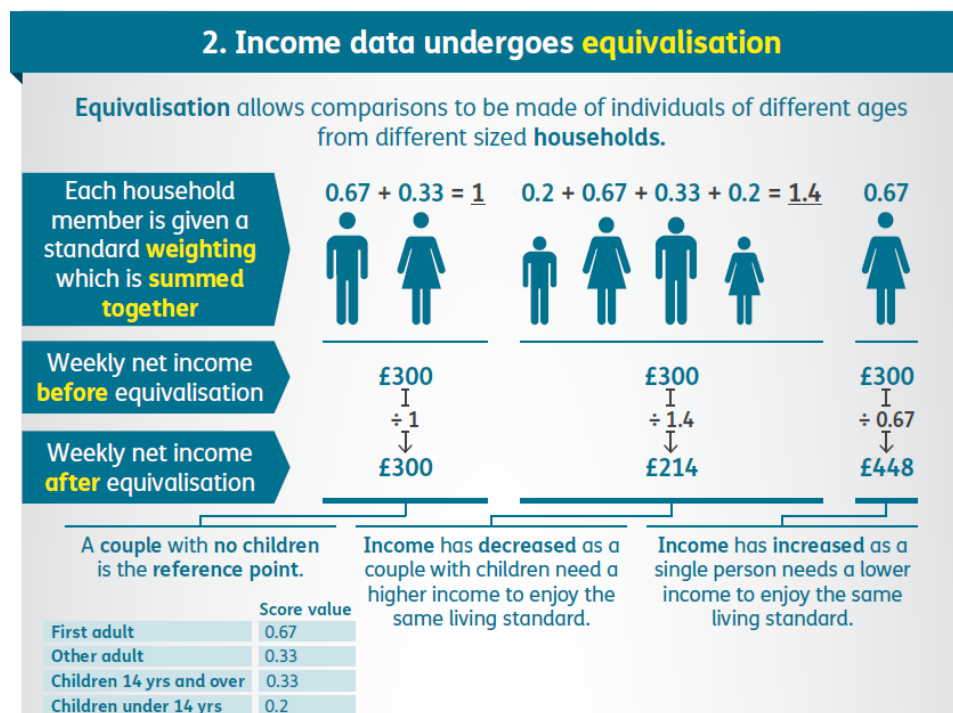 2. Income data undergoes equivalisation
Equivalisation allows comparisons to be made of individuals of different ages
from different sized households.
Each household
member is given a
standard weighting
which is summed
together
0.67 + 0.33 = 1
0.2 + 0.67 + 0.33 + 0.2 = 1.4
0.67
Weekly net income
before equivalisation
£300
£300
£300
÷ 1
÷ 1.4
÷ 0.67
Weekly net income
after equivalisation
£300
£214
£448
A couple with no children
is the reference point.
Income has decreased as a
couple with children need a
higher income to enjoy the
same living standard.
Income has increased as a
single person needs a lower
income to enjoy the same
living standard.
Score value
First adult 0.67
Other adult 0.33
Children 14 yrs and over 0.33
Children under 14 yrs 0.2